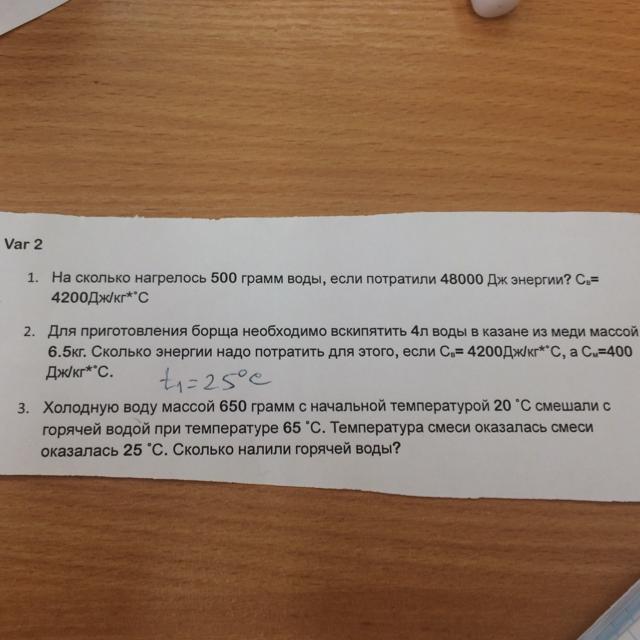 Var 2
1. На сколько нагрелось 500 грамм воды, если потратили 48000 Дж энергии? Св=
4200Дж/кг*˚С
2. Для приготовления борща необходимо вскипятить 4л воды в казане из меди массой
6.5кг. Сколько энергии надо потратить для этого, если Св= 4200Дж/кг*˚С, а См=400
Дж/кг*˚С.
t₁=25°C
3. Холодную воду массой 650 грамм с начальной температурой 20 ˚С смешали с
горячей водой при температуре 65 ˚С. Температура смеси оказалась смеси
оказалась 25 ˚С. Сколько налили горячей воды?